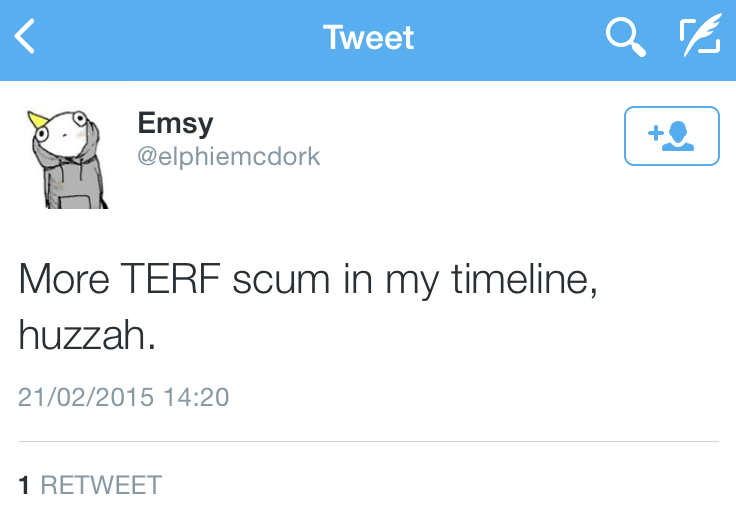 Tweet
Emsy
@elphiemcdork
More TERF scum in my timeline,
huzzah.
21/02/2015 14:20
1 RETWEET